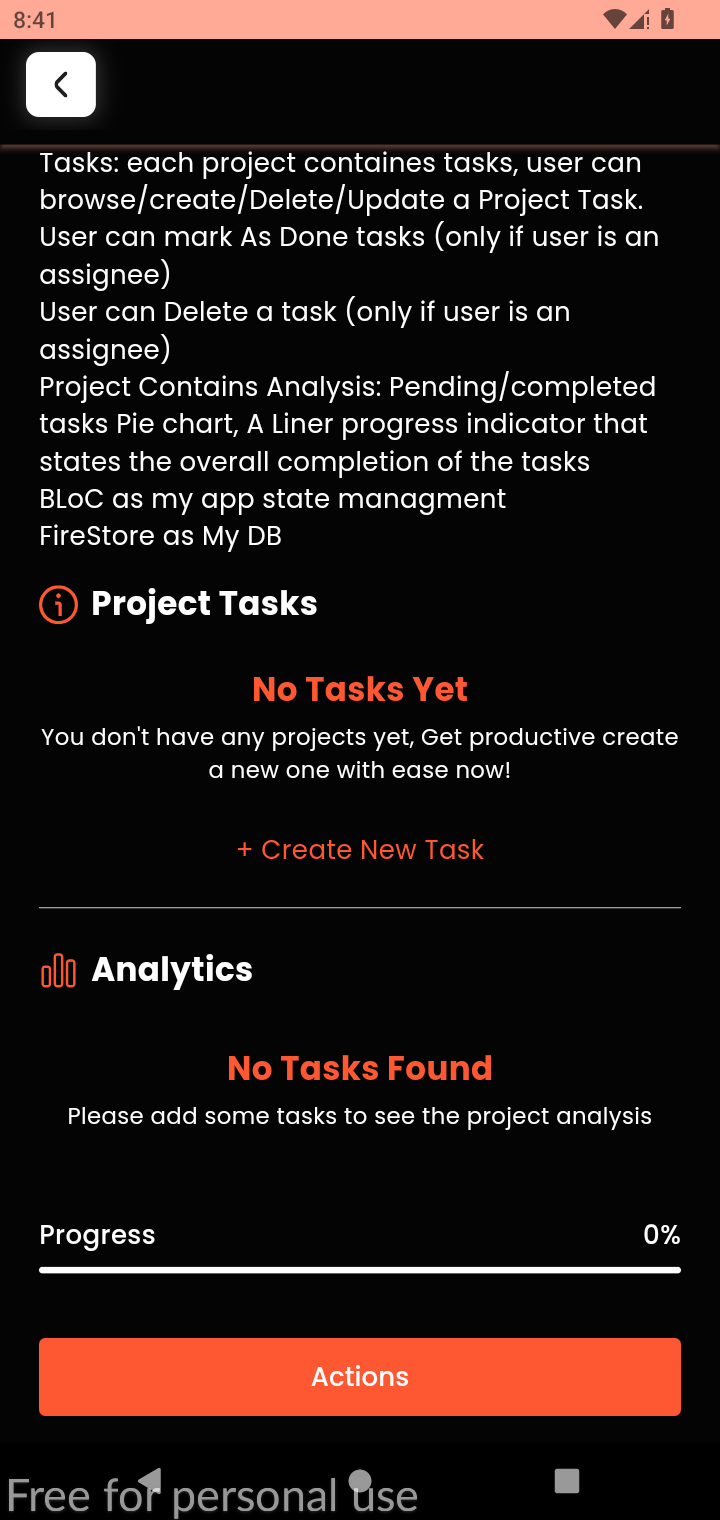 8:41
Tasks: each project containes tasks, user can
browse/create/Delete/Update a Project Task.
User can mark As Done tasks (only if user is an
assignee)
User can Delete a task (only if user is an
assignee)
Project Contains Analysis: Pending/completed
tasks Pie chart, A Liner progress indicator that
states the overall completion of the tasks
BLoC as my app state managment
FireStore as My DB
Project Tasks
No Tasks Yet
You don't have any projects yet, Get productive create
a new one with ease now!
+ Create New Task
Analytics
No Tasks Found
Please add some tasks to see the project analysis
Progress 0%
Actions
Free for personal use